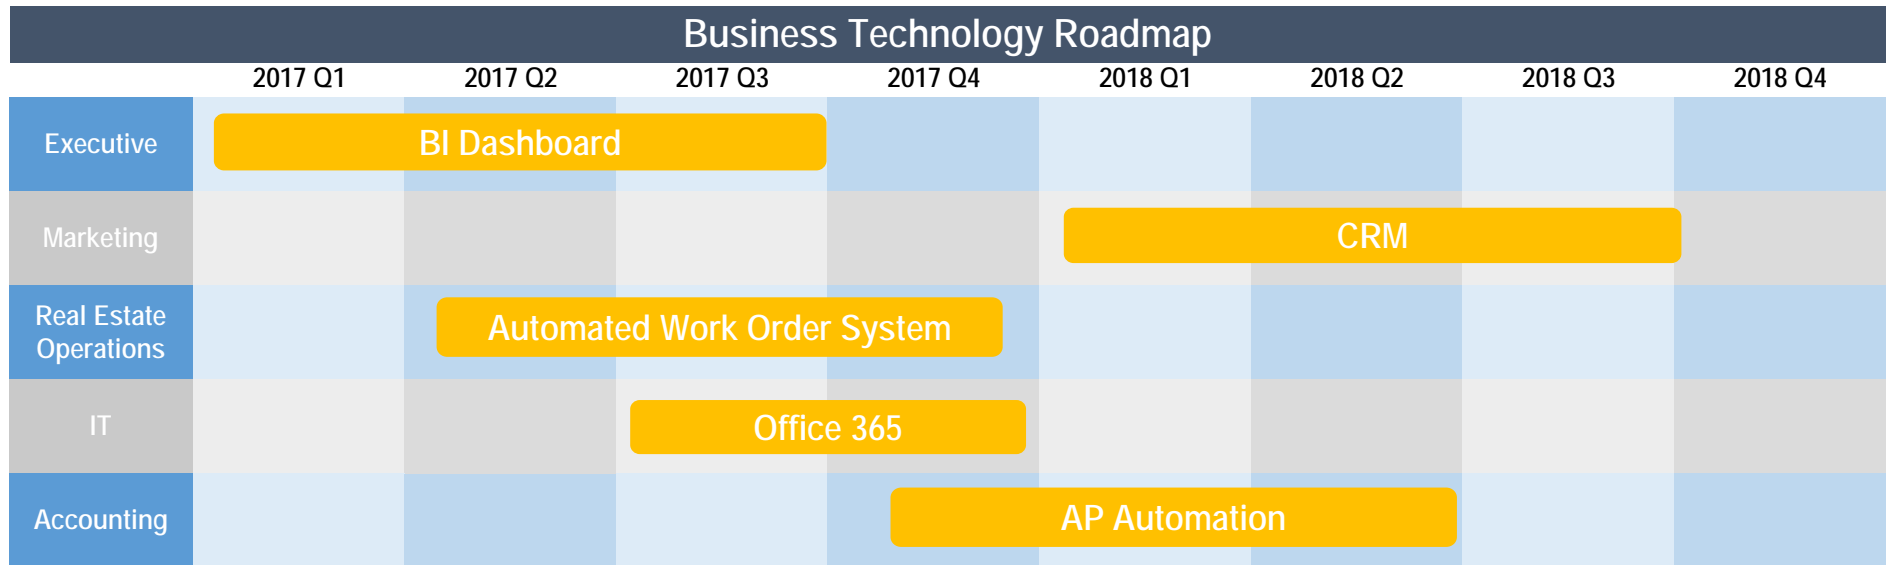 Business Technology Roadmap
2017 Q1 2017 Q2 2017 Q3 2017 Q4 2018 Q1 2018 Q2 2018 Q3 2018 Q4
Executive BI Dashboard
Marketing CRM
Real Estate
Operations
Automated Work Order System
IT Office 365
Accounting AP Automation